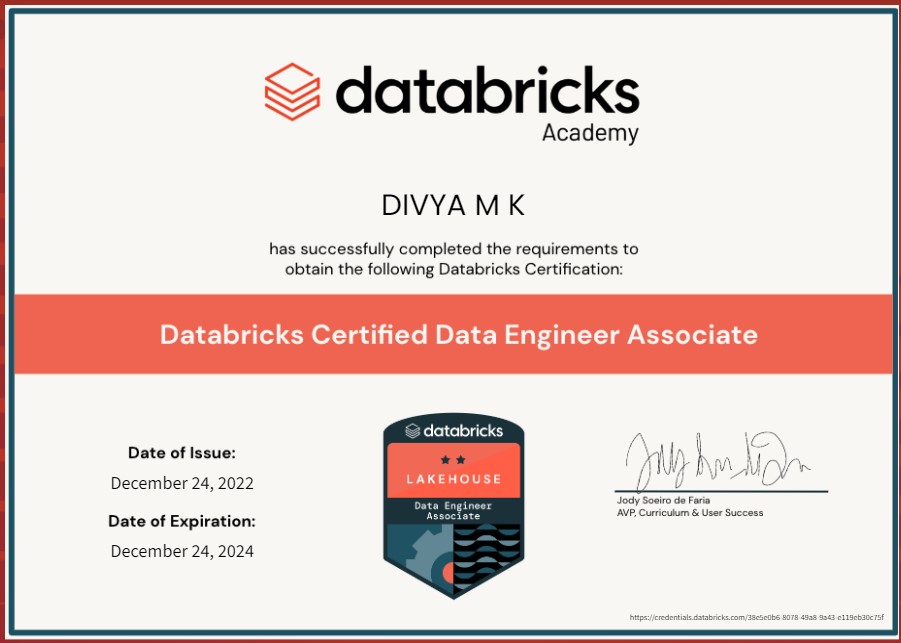 databricks
Academy
DIVYA M K
has successfully completed the requirements to
obtain the following Databricks Certification:
Databricks Certified Data Engineer Associate
Date of Issue:
December 24, 2022
Date of Expiration:
December 24, 2024
databricks
LAKEHOUSE
Data Engineer
Associate
Jody Soeiro de Faria
AVP, Curriculum & User Success
https://credentials.databricks.com/38e5e0b6-8078-49a8-9a43-e119eb30c75f